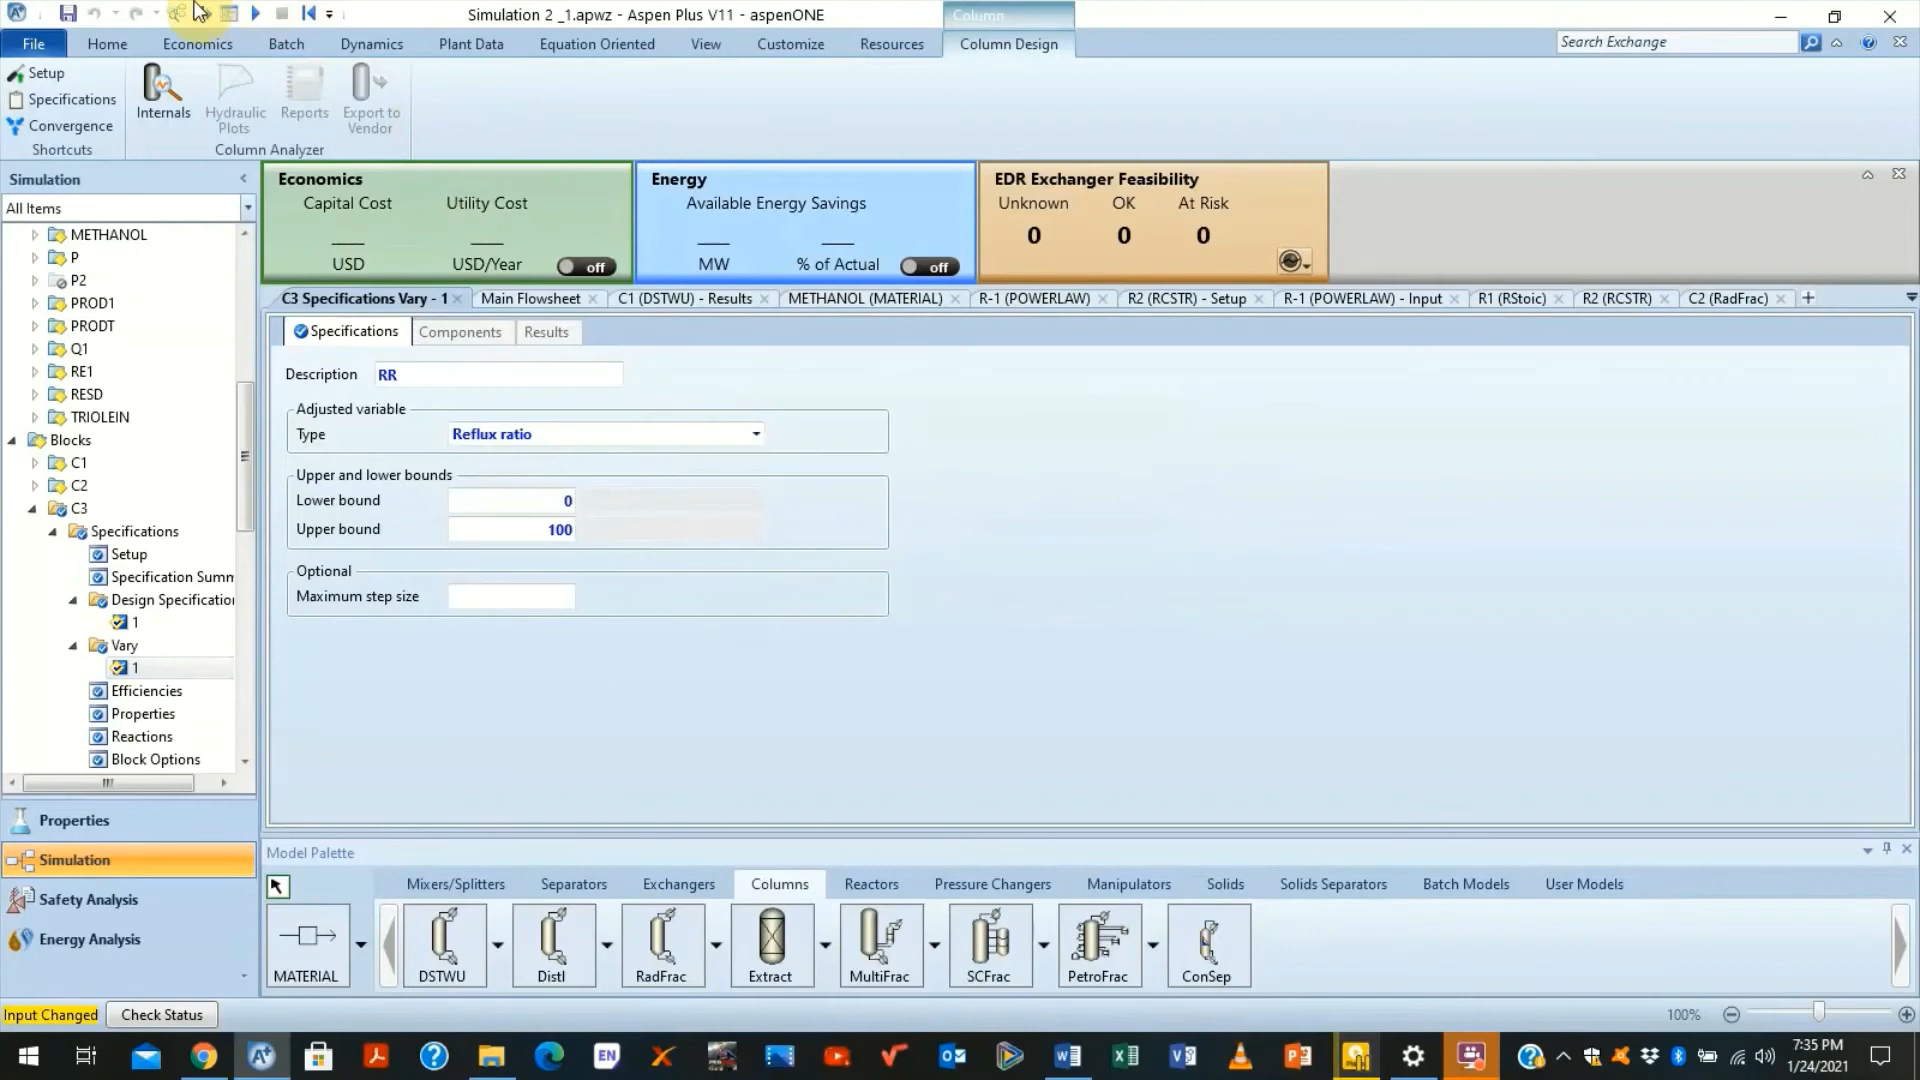 Simulation 2 _1.apwz - Aspen Plus V11 - aspenONE
Column
File Home Economics Batch Dynamics Plant Data Equation Oriented View Customize Resources Column Design
Search Exchange
Setup
Specifications
Convergence
Shortcuts
Internals
Hydraulic
Plots
Reports
Export to
Vendor
Column Analyzer
Simulation
All Items
METHANOL
P
P2
PROD1
PRODT
Q1
RE1
RESD
TRIOLEIN
Blocks
C1
C2
C3
Specifications
Setup
Specification Summ
Design Specification
1
Vary
1
Efficiencies
Properties
Reactions
Block Options
Properties
Simulation
Safety Analysis
Energy Analysis
Economics
Capital Cost Utility Cost
USD USD/Year off
Energy
Available Energy Savings
MW % of Actual off
EDR Exchanger Feasibility
Unknown OK At Risk
0 0 0
C3 Specifications Vary - 1 Main Flowsheet C1 (DSTWU) - Results METHANOL (MATERIAL) R-1 (POWERLAW) R2 (RCSTR) - Setup R-1 (POWERLAW) - Input R1 (RStoic) R2 (RCSTR) C2 (RadFrac)
Specifications Components Results
Description RR
Adjusted variable
Type Reflux ratio
Upper and lower bounds
Lower bound 0
Upper bound 100
Optional
Maximum step size
Model Palette
Mixers/Splitters Separators Exchangers Columns Reactors Pressure Changers Manipulators Solids Solids Separators Batch Models User Models
MATERIAL DSTWU Distl RadFrac Extract MultiFrac SCFrac PetroFrac ConSep
Input Changed Check Status
100%
EN
7:35 PM
1/24/2021